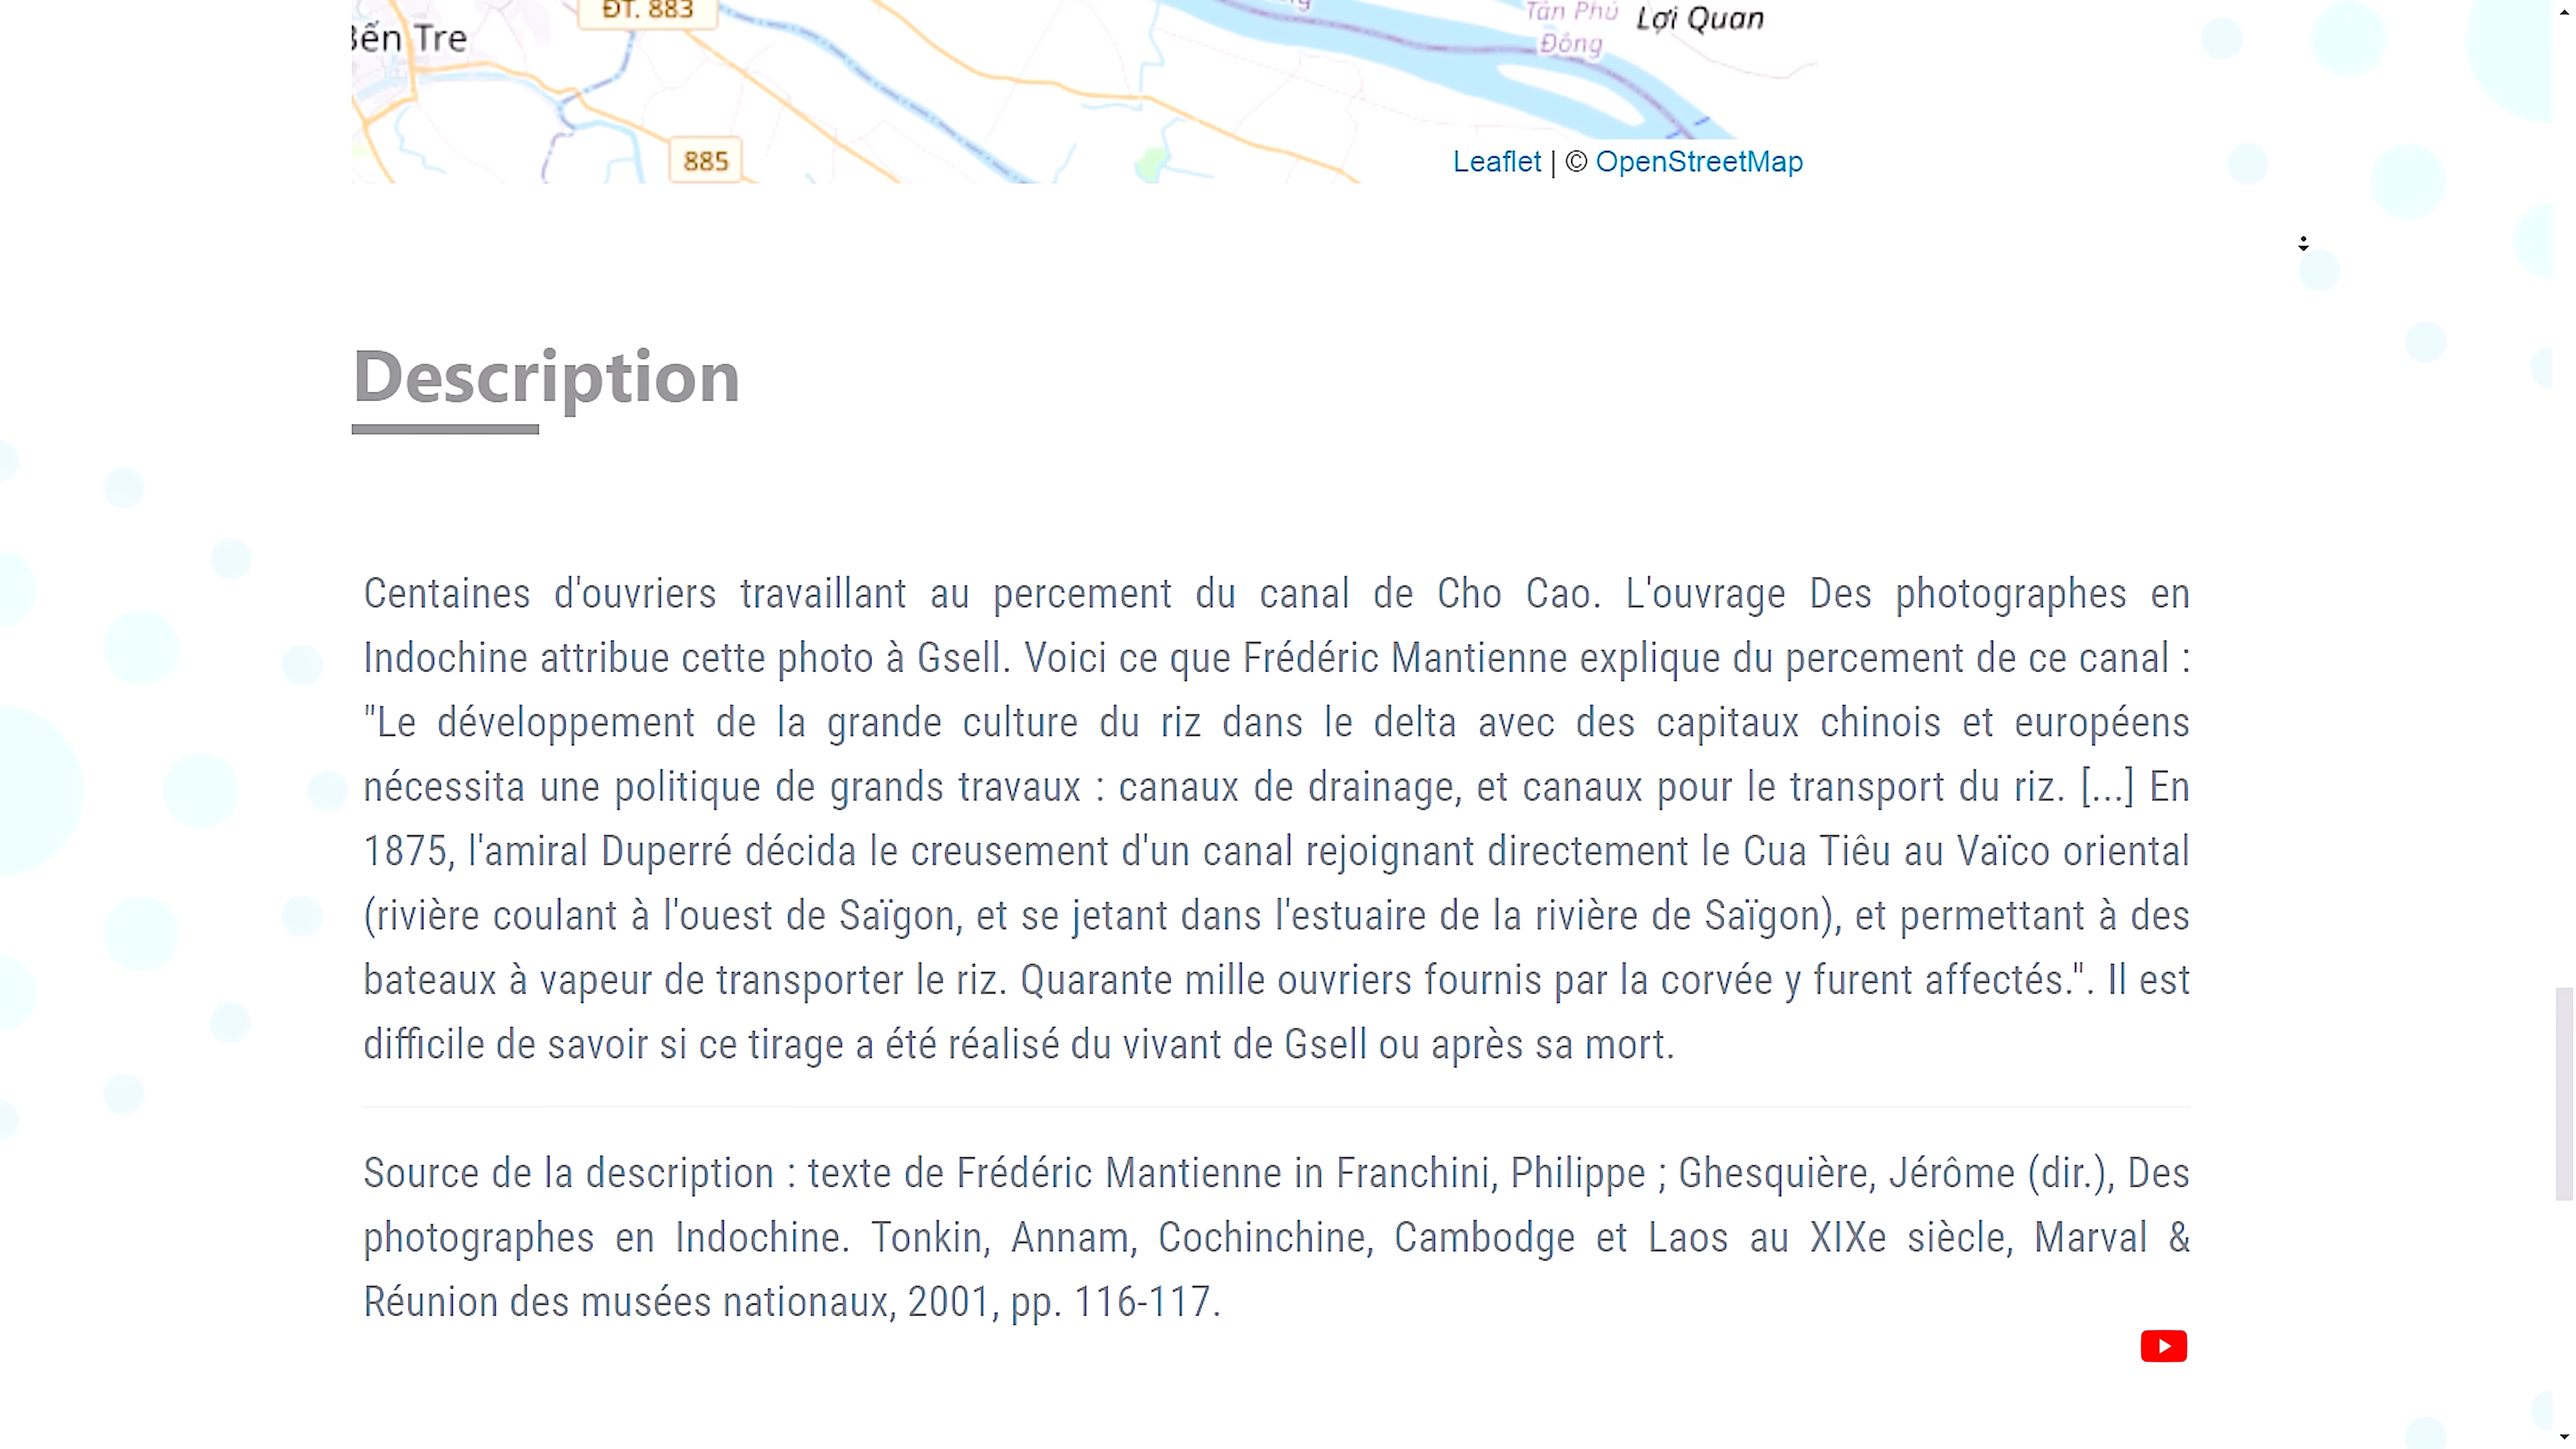 ĐT. 883
Tân Phú
Đông
Lợi Quan
Bến Tre
885
Leaflet | © OpenStreetMap
Description
Centaines d'ouvriers travaillant au percement du canal de Cho Cao. L'ouvrage Des photographes en
Indochine attribue cette photo à Gsell. Voici ce que Frédéric Mantienne explique du percement de ce canal :
"Le développement de la grande culture du riz dans le delta avec des capitaux chinois et européens
nécessita une politique de grands travaux : canaux de drainage, et canaux pour le transport du riz. [...] En
1875, l'amiral Duperré décida le creusement d'un canal rejoignant directement le Cua Tiêu au Vaïco oriental
(rivière coulant à l'ouest de Saïgon, et se jetant dans l'estuaire de la rivière de Saïgon), et permettant à des
bateaux à vapeur de transporter le riz. Quarante mille ouvriers fournis par la corvée y furent affectés.". Il est
difficile de savoir si ce tirage a été réalisé du vivant de Gsell ou après sa mort.
Source de la description : texte de Frédéric Mantienne in Franchini, Philippe ; Ghesquière, Jérôme (dir.), Des
photographes en Indochine. Tonkin, Annam, Cochinchine, Cambodge et Laos au XIXe siècle, Marval &
Réunion des musées nationaux, 2001, pp. 116-117.